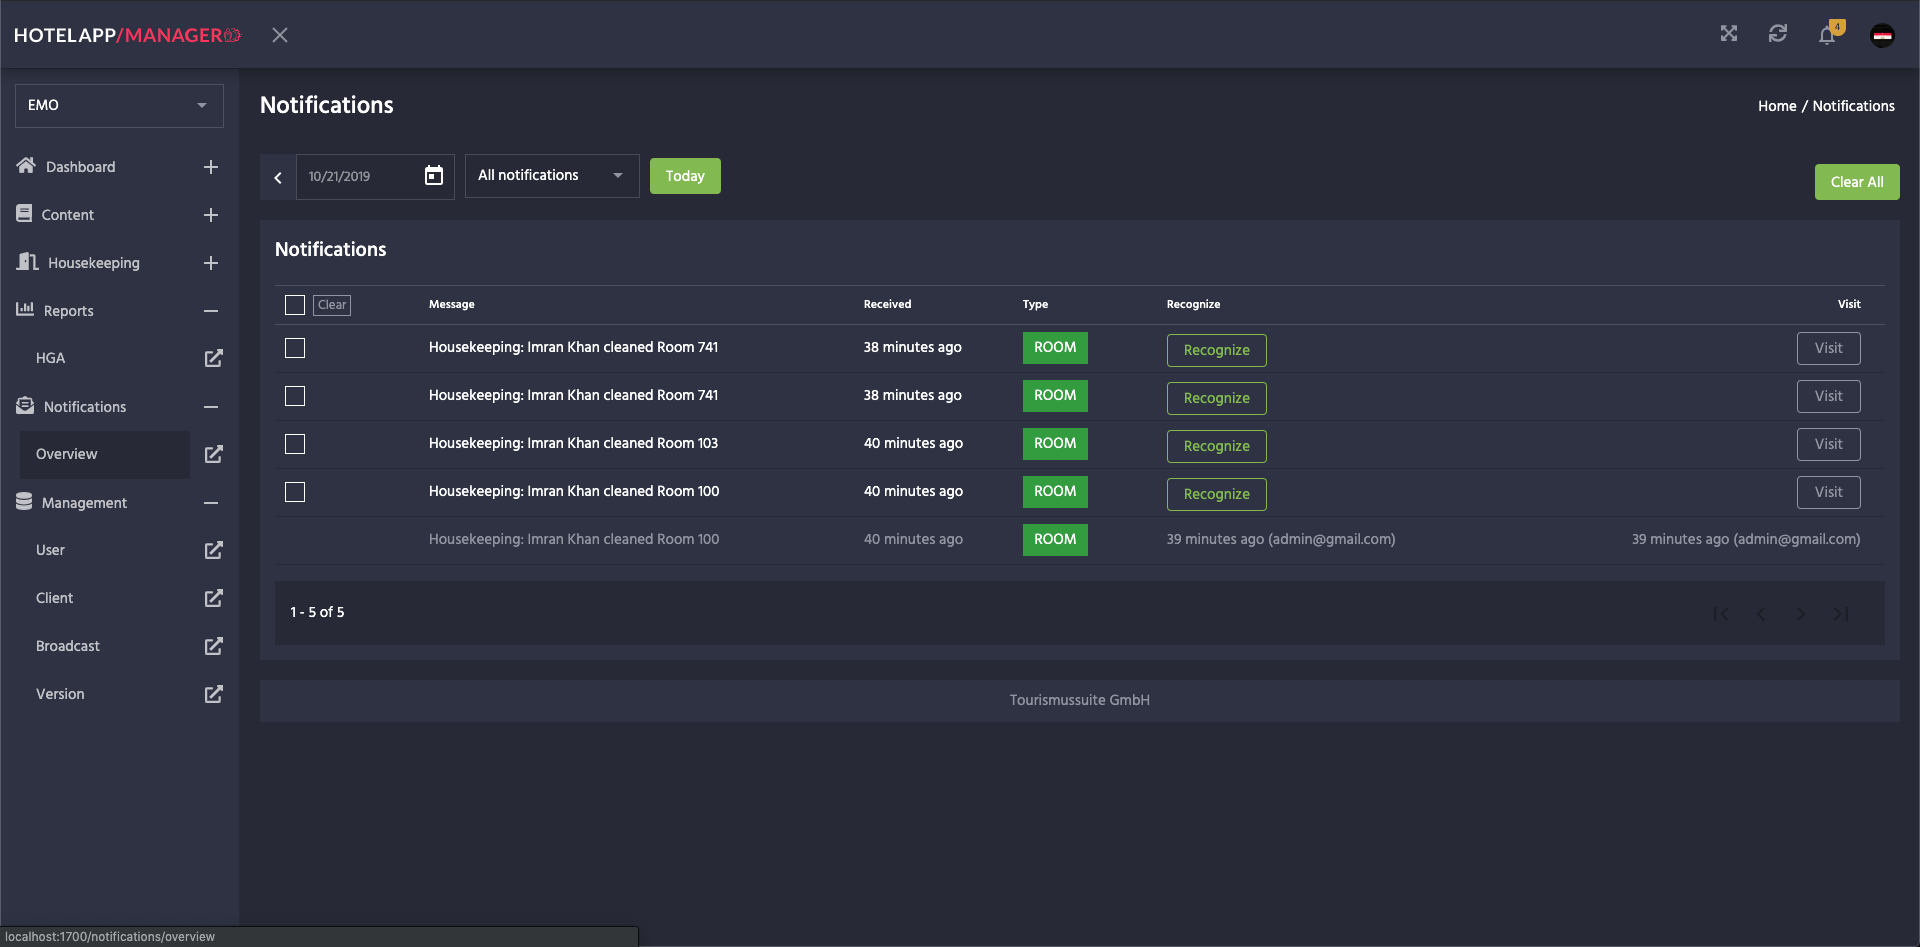 HOTELAPP/MANAGER
4
EMO
Dashboard
Content
Housekeeping
Reports
HGA
Notifications
Overview
Management
User
Client
Broadcast
Version
Notifications
Home / Notifications
10/21/2019
All notifications
Today
Clear All
Notifications
Clear Message Received Type Recognize Visit
Housekeeping: Imran Khan cleaned Room 741 38 minutes ago ROOM Recognize Visit
Housekeeping: Imran Khan cleaned Room 741 38 minutes ago ROOM Recognize Visit
Housekeeping: Imran Khan cleaned Room 103 40 minutes ago ROOM Recognize Visit
Housekeeping: Imran Khan cleaned Room 100 40 minutes ago ROOM Recognize Visit
Housekeeping: Imran Khan cleaned Room 100 40 minutes ago ROOM 39 minutes ago (admin@gmail.com) 39 minutes ago (admin@gmail.com)
1 - 5 of 5
Tourismussuite GmbH
localhost:1700/notifications/overview